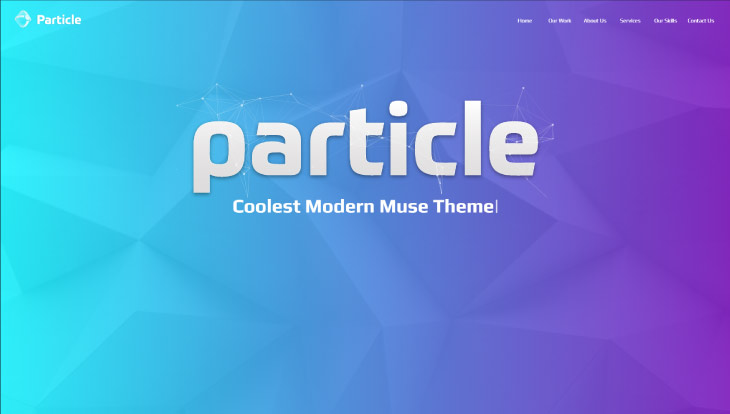 Particle
Home Our Work About Us Services Our Skills Contact Us
particle
Coolest Modern Muse Theme|